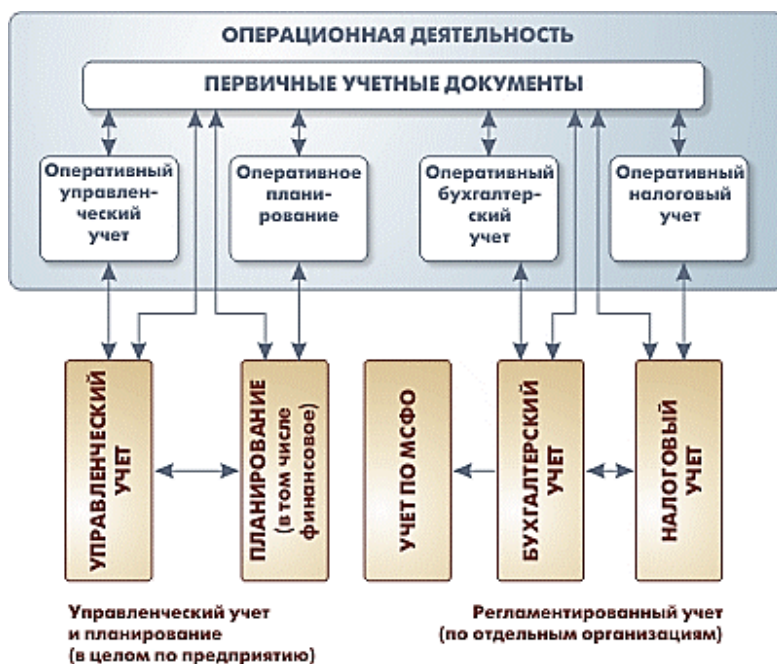 ОПЕРАЦИОННАЯ ДЕЯТЕЛЬНОСТЬ
ПЕРВИЧНЫЕ УЧЕТНЫЕ ДОКУМЕНТЫ
Оперативный
управлен-
ческий
учет
Оперативное
плани-
рование
Оперативный
бухгалтер-
ский
учет
Оперативный
налоговый
учет
УПРАВЛЕНЧЕСКИЙ
УЧЕТ
ПЛАНИРОВАНИЕ
(в том числе
финансовое)
УЧЕТ ПО МСФО
БУХГАЛТЕРСКИЙ
УЧЕТ
НАЛОГОВЫЙ
УЧЕТ
Управленческий учет
и планирование
(в целом по предприятию)
Регламентированный учет
(по отдельным организациям)